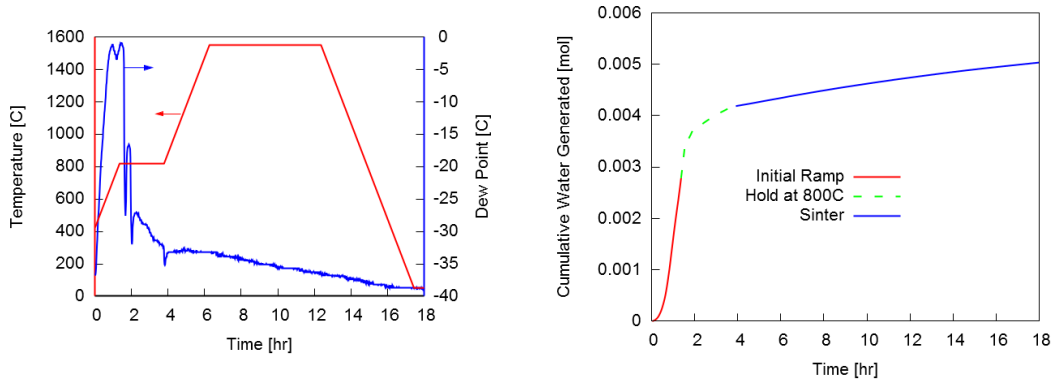 1600
1400
1200
1000
800
600
400
200
0
Temperature [C]
0
-5
-10
-15
-20
-25
-30
-35
-40
Dew Point [C]
0 2 4 6 8 10 12 14 16 18
Time [hr]
0.006
0.005
0.004
0.003
0.002
0.001
0
Cumulative Water Generated [mol]
Initial Ramp
Hold at 800C
Sinter
0 2 4 6 8 10 12 14 16 18
Time [hr]